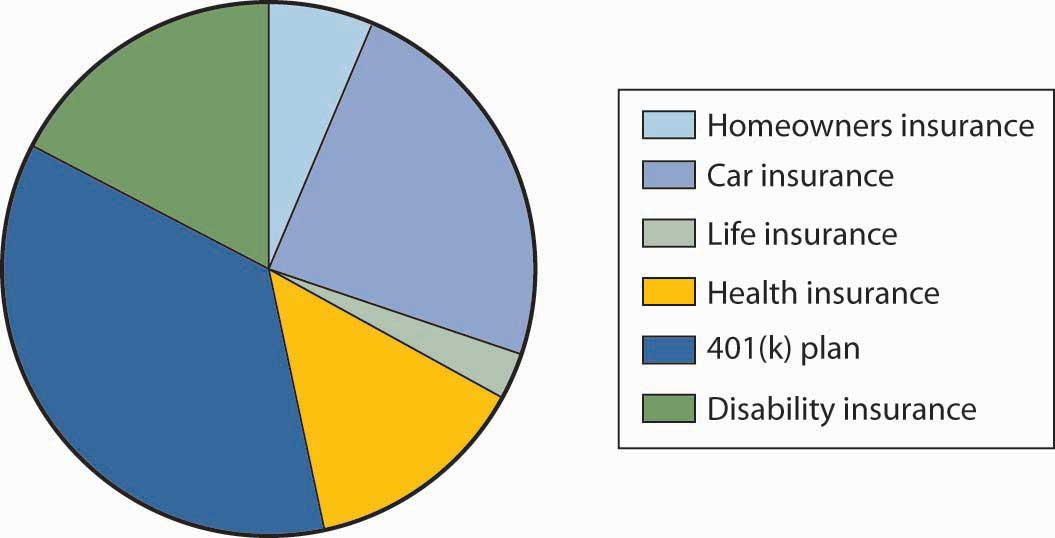 Homeowners insurance
Car insurance
Life insurance
Health insurance
401(k) plan
Disability insurance